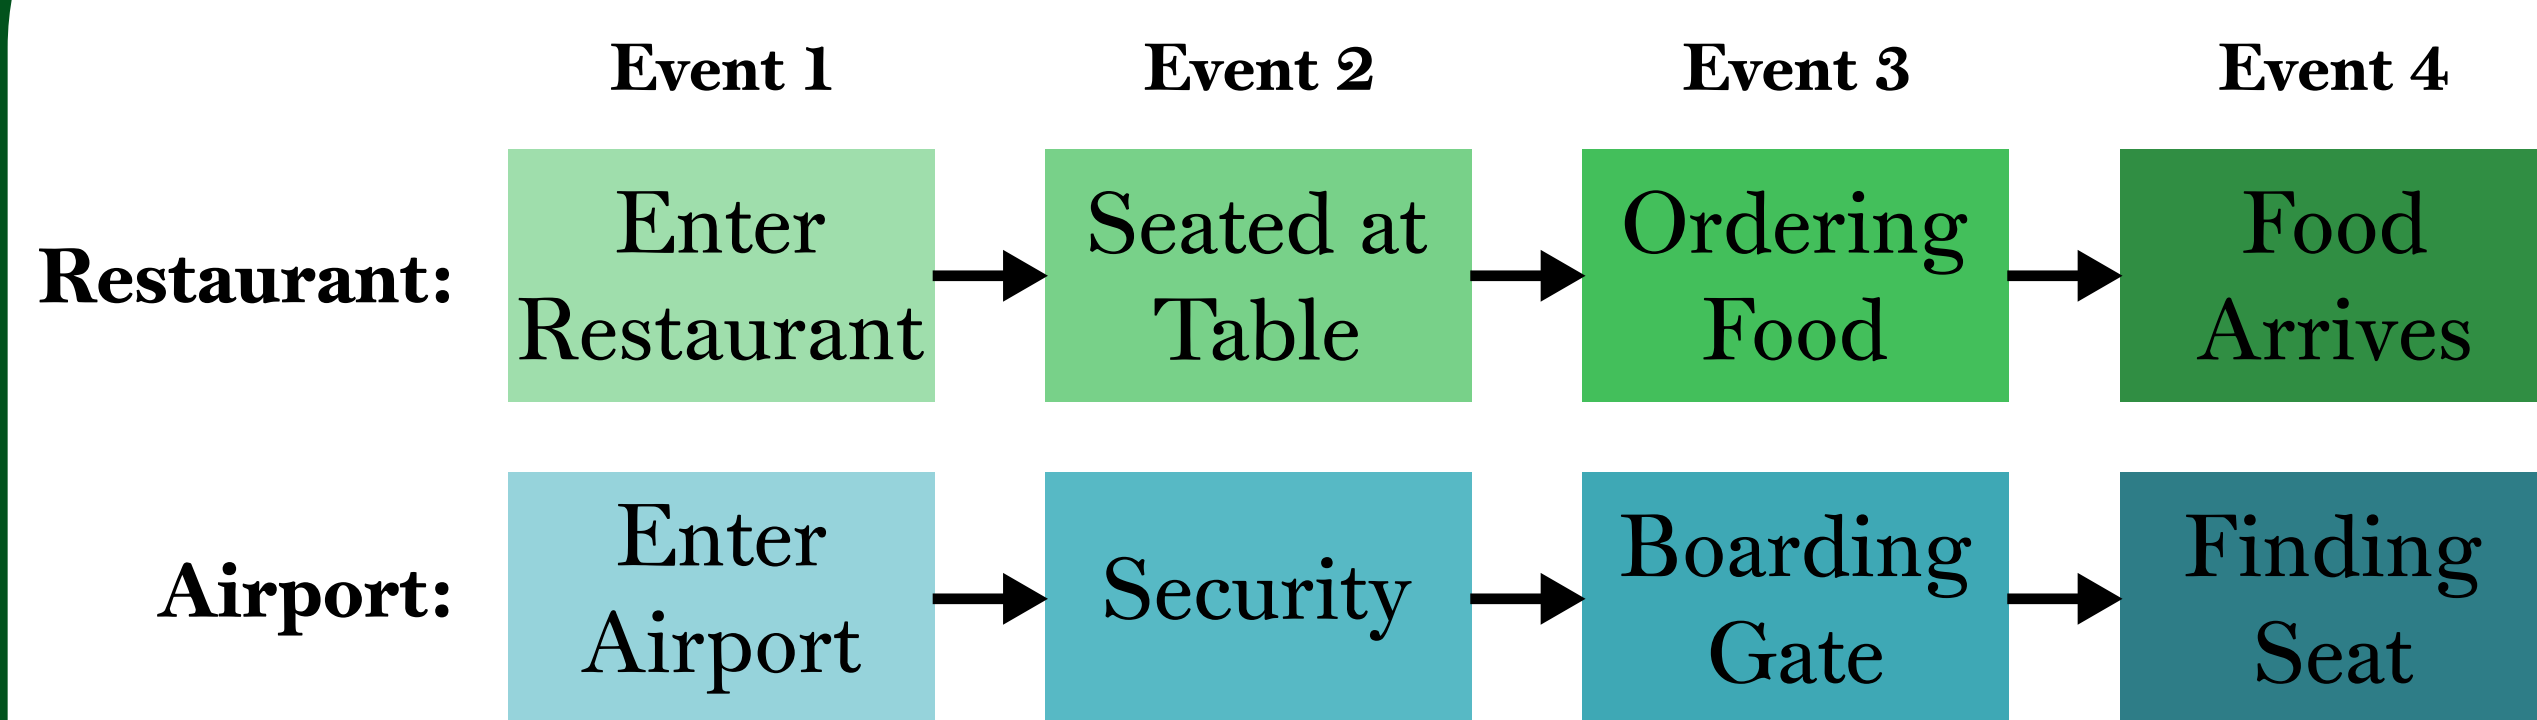 Event 1
Event 2
Event 3
Event 4
Restaurant:
Enter
Restaurant
Seated at
Table
Ordering
Food
Food
Arrives
Airport:
Enter
Airport
Security
Boarding
Gate
Finding
Seat